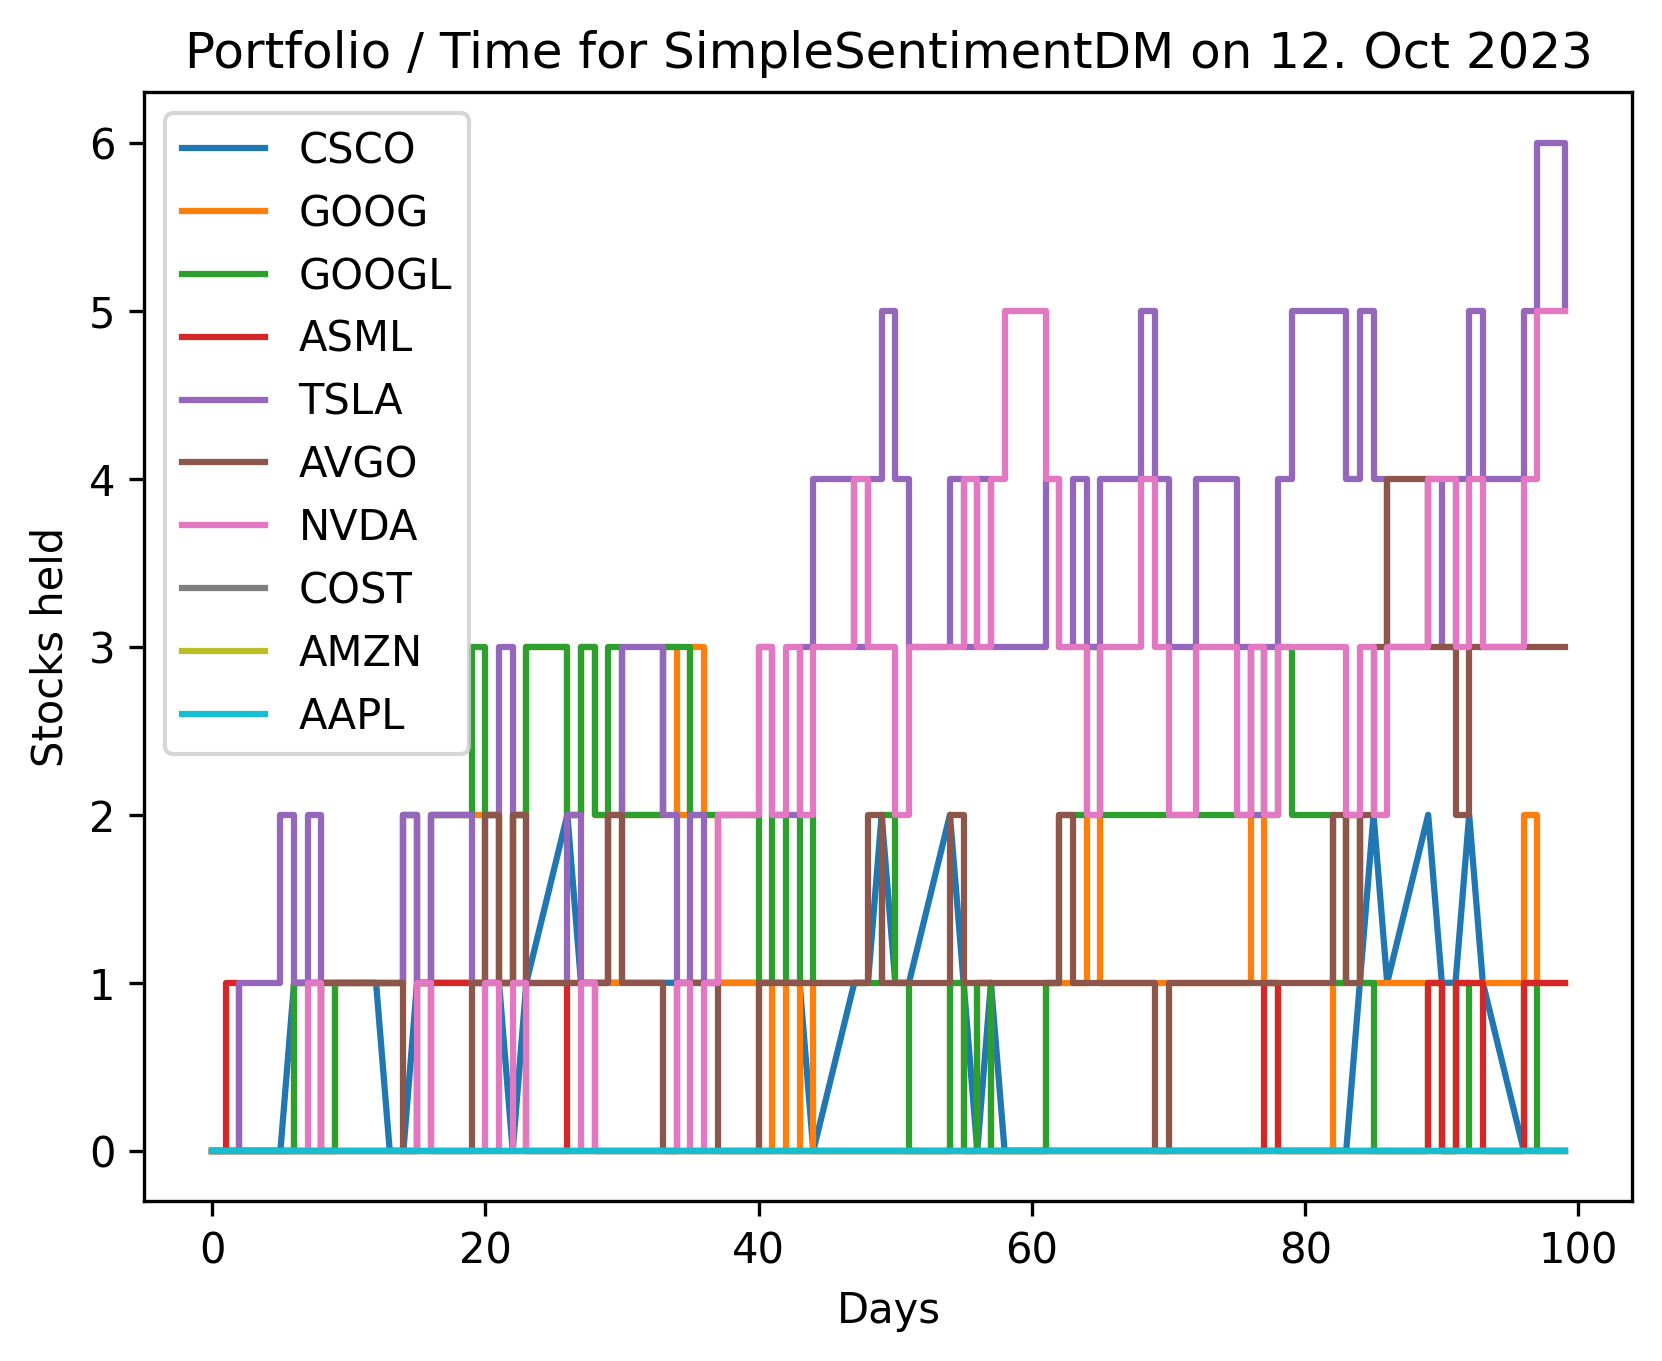 Portfolio / Time for SimpleSentimentDM on 12. Oct 2023
CSCO
GOOG
GOOGL
ASML
TSLA
AVGO
NVDA
COST
AMZN
AAPL
6
5
4
3
2
1
0
Stocks held
0 20 40 60 80 100
Days